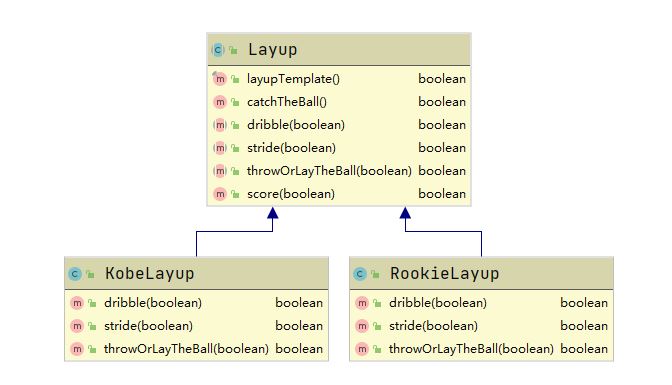 Layup
layupTemplate() boolean
catchTheBall() boolean
dribble(boolean) boolean
stride(boolean) boolean
throwOrLayTheBall(boolean) boolean
score(boolean) boolean
KobeLayup
dribble(boolean) boolean
stride(boolean) boolean
throwOrLayTheBall(boolean) boolean
RookieLayup
dribble(boolean) boolean
stride(boolean) boolean
throwOrLayTheBall(boolean) boolean